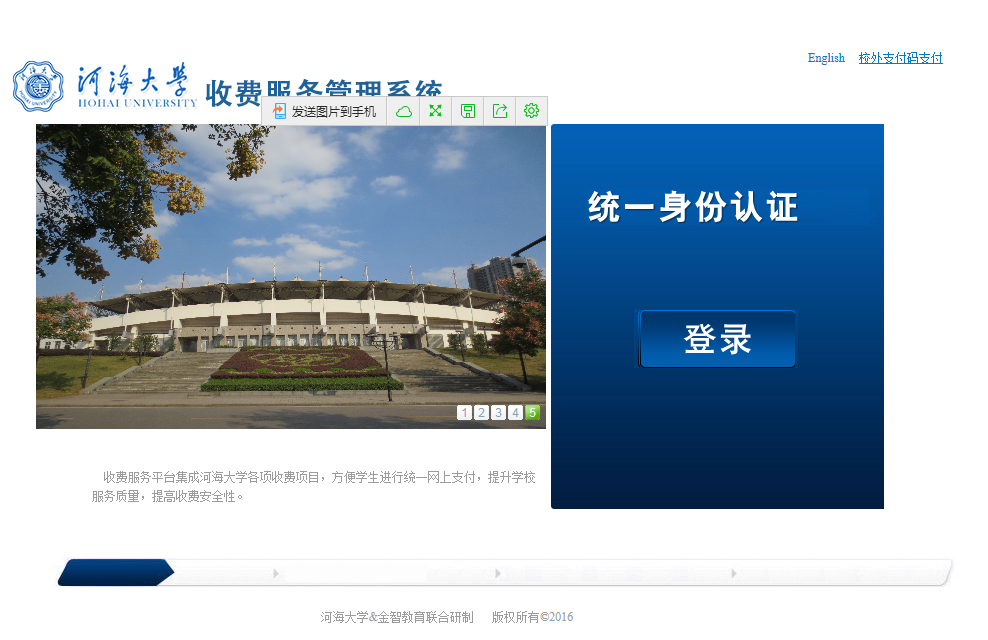 English 校外支付码支付
河海大学
HOHAI UNIVERSITY
收费服务管理系统
发送图片到手机
统一身份认证
登录
1 2 3 4 5
收费服务平台集成河海大学各项收费项目，方便学生进行统一网上支付，提升学校
服务质量，提高收费安全性。
河海大学&金智教育联合研制 版权所有©2016